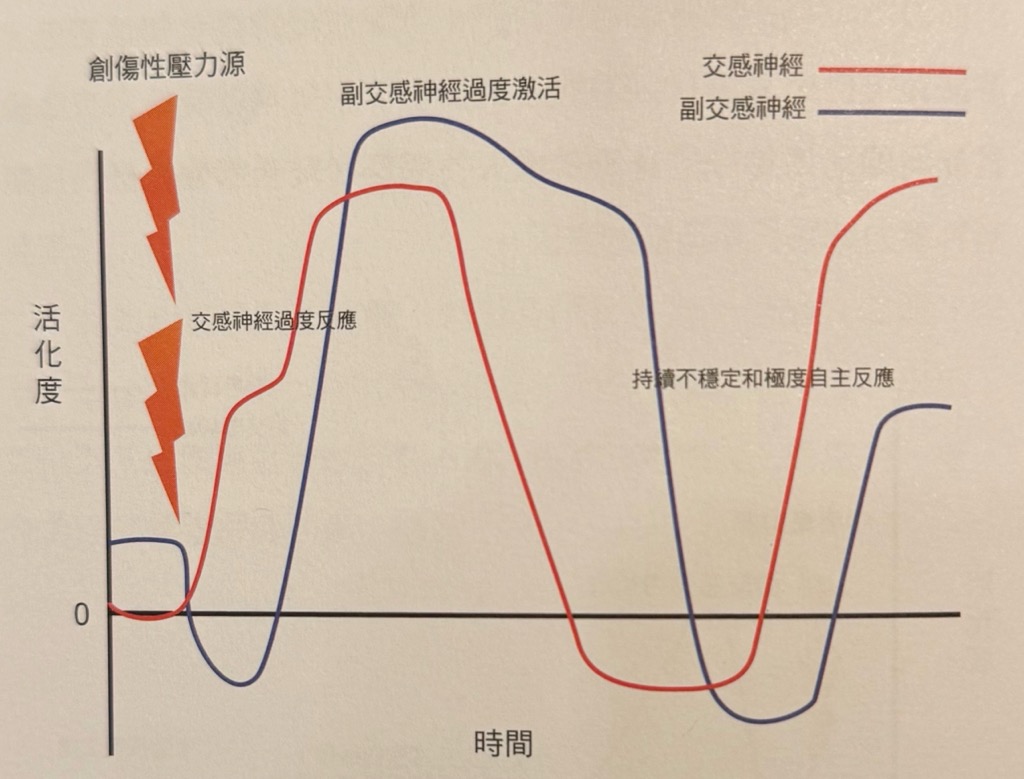 創傷性壓力源
副交感神經過度激活
交感神經
副交感神經
交感神經過度反應
活化度
持續不穩定和極度自主反應
0
時間